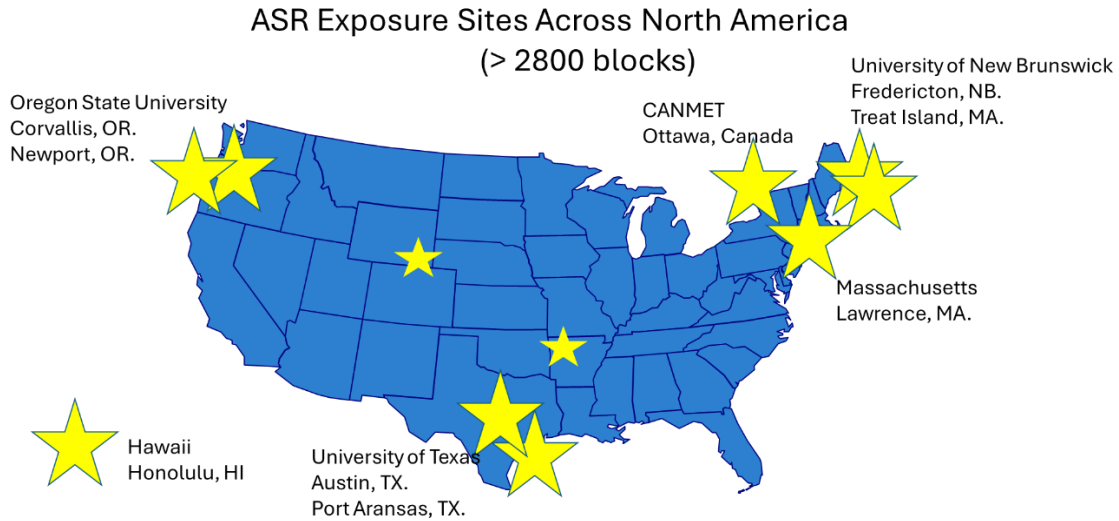 ASR Exposure Sites Across North America
(> 2800 blocks)
Oregon State University
Corvallis, OR.
Newport, OR.
CANMET
Ottawa, Canada
University of New Brunswick
Fredericton, NB.
Treat Island, MA.
Massachusetts
Lawrence, MA.
Hawaii
Honolulu, HI
University of Texas
Austin, TX.
Port Aransas, TX.